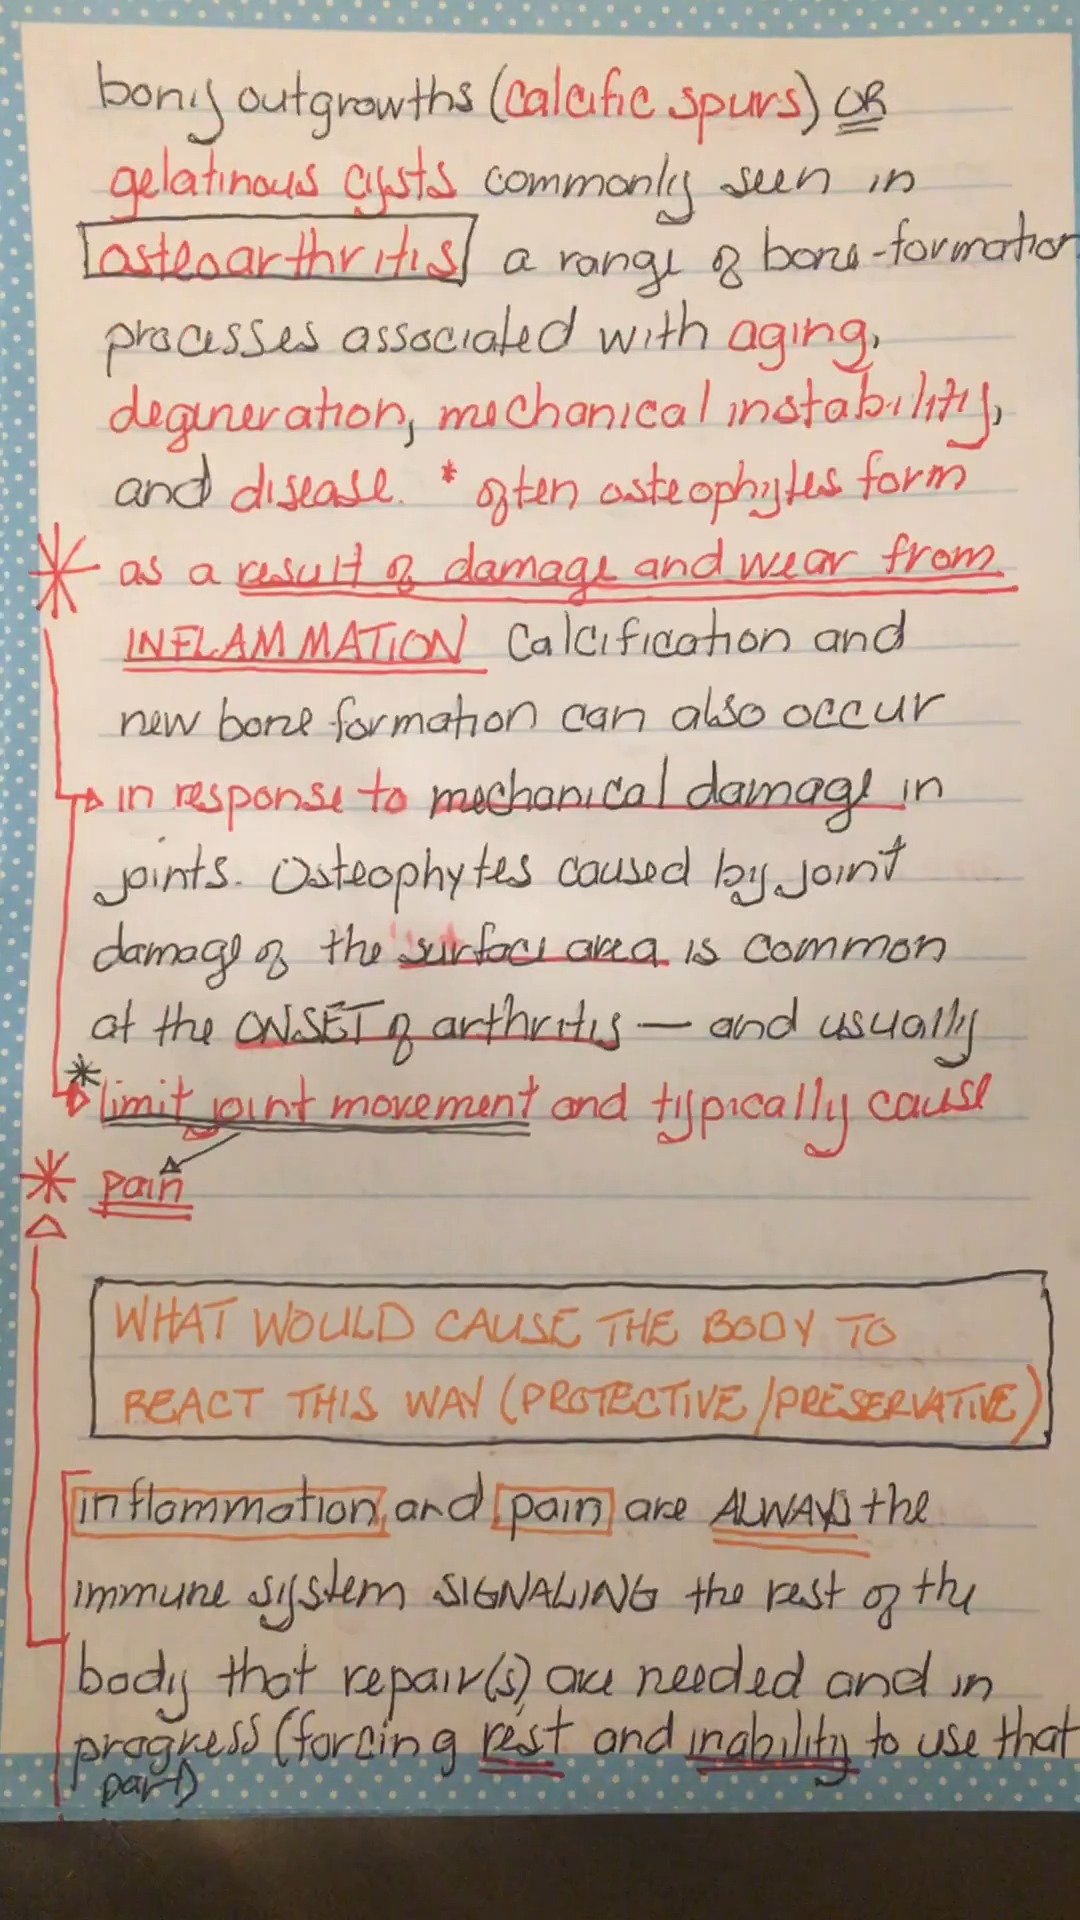 bony outgrowths (calcific spurs) OR
gelatinous cysts commonly seen in
osteoarthritis a range of bone-formation
processes associated with aging,
degeneration, mechanical instability,
and disease. * often osteophytes form
* as a result of damage and wear from
INFLAMMATION Calcification and
new bone formation can also occur
in response to mechanical damage in
joints. Osteophytes caused by joint
damage of the surface area is common
at the ONSET of arthritis — and usually
* limit joint movement and typically cause
* pain
WHAT WOULD CAUSE THE BODY TO
REACT THIS WAY (PROTECTIVE/PRESERVATIVE)
inflammation and pain are ALWAYS the
immune system SIGNALING the rest of the
body that repair(s) are needed and in
progress (forcing rest and inability to use that
part)